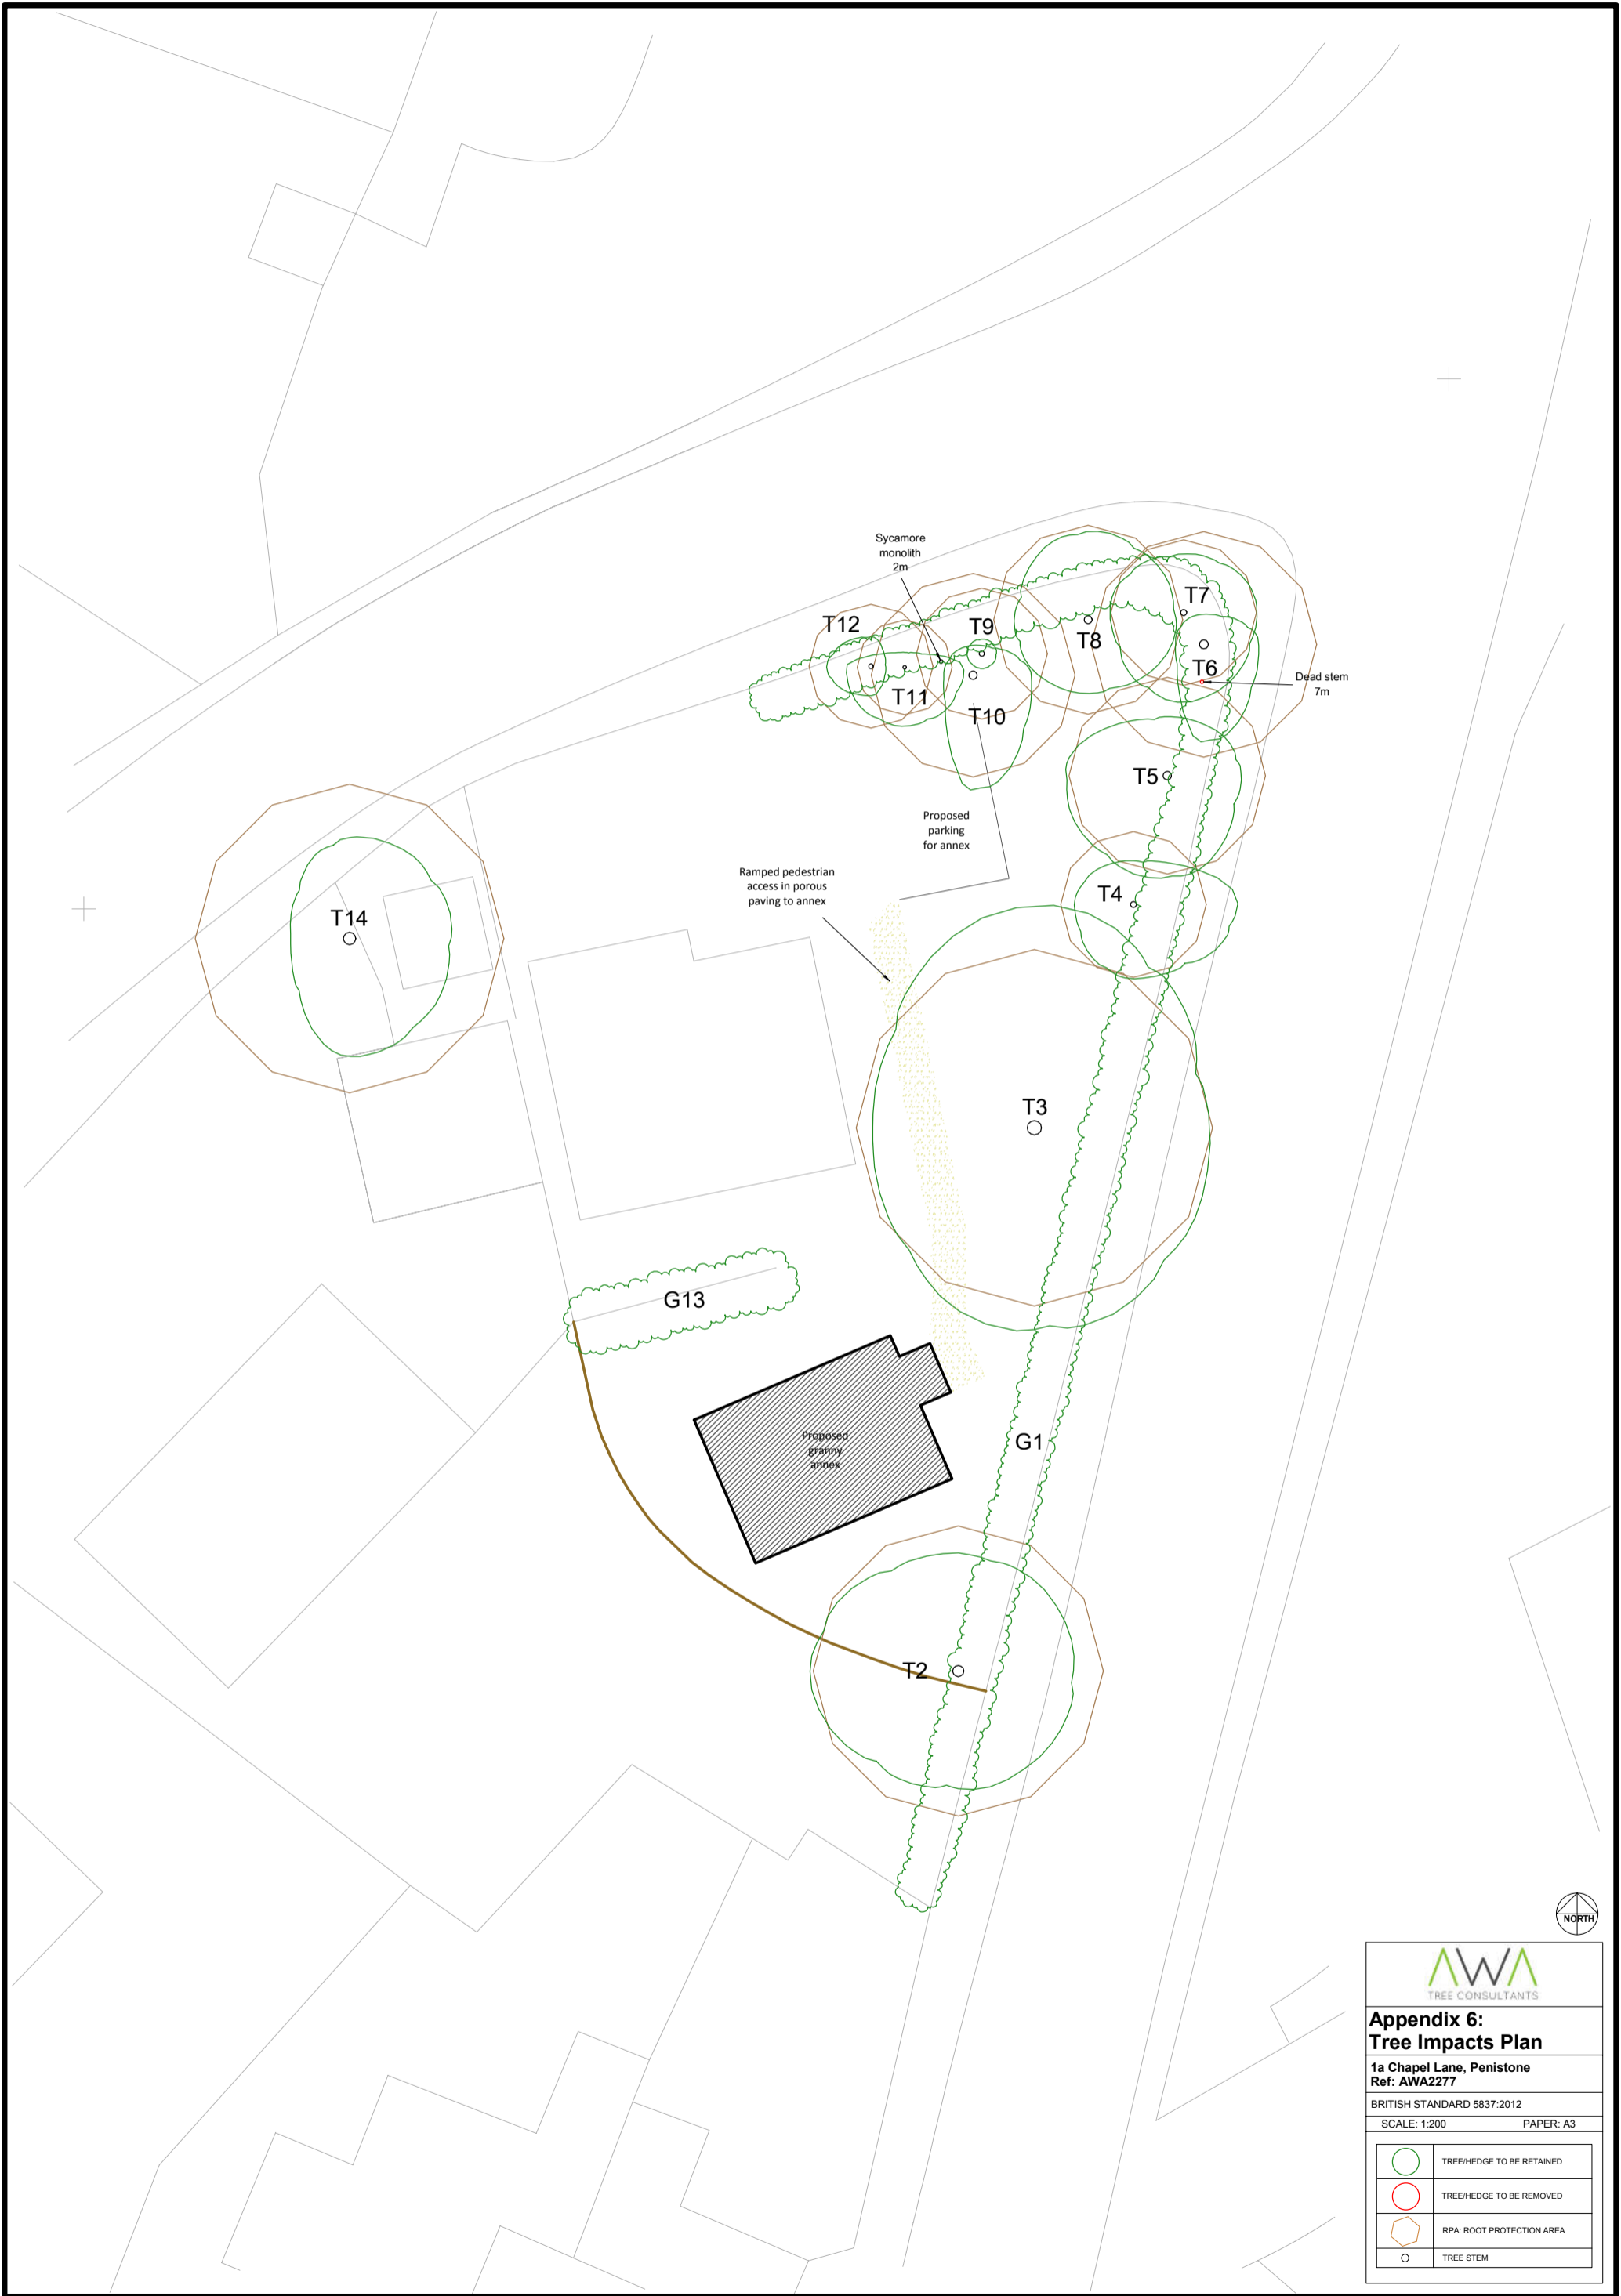 Sycamore
monolith
2m
T7
T12
T9
T8
T6
Dead stem
7m
T11
T10
T5
Proposed
parking
for annex
Ramped pedestrian
access in porous
paving to annex
T4
T14
T3
G13
Proposed
granny
annex
G1
T2
NORTH
AWA
TREE CONSULTANTS
Appendix 6:
Tree Impacts Plan
1a Chapel Lane, Penistone
Ref: AWA2277
BRITISH STANDARD 5837:2012
SCALE: 1:200 PAPER: A3
TREE/HEDGE TO BE RETAINED
TREE/HEDGE TO BE REMOVED
RPA: ROOT PROTECTION AREA
TREE STEM